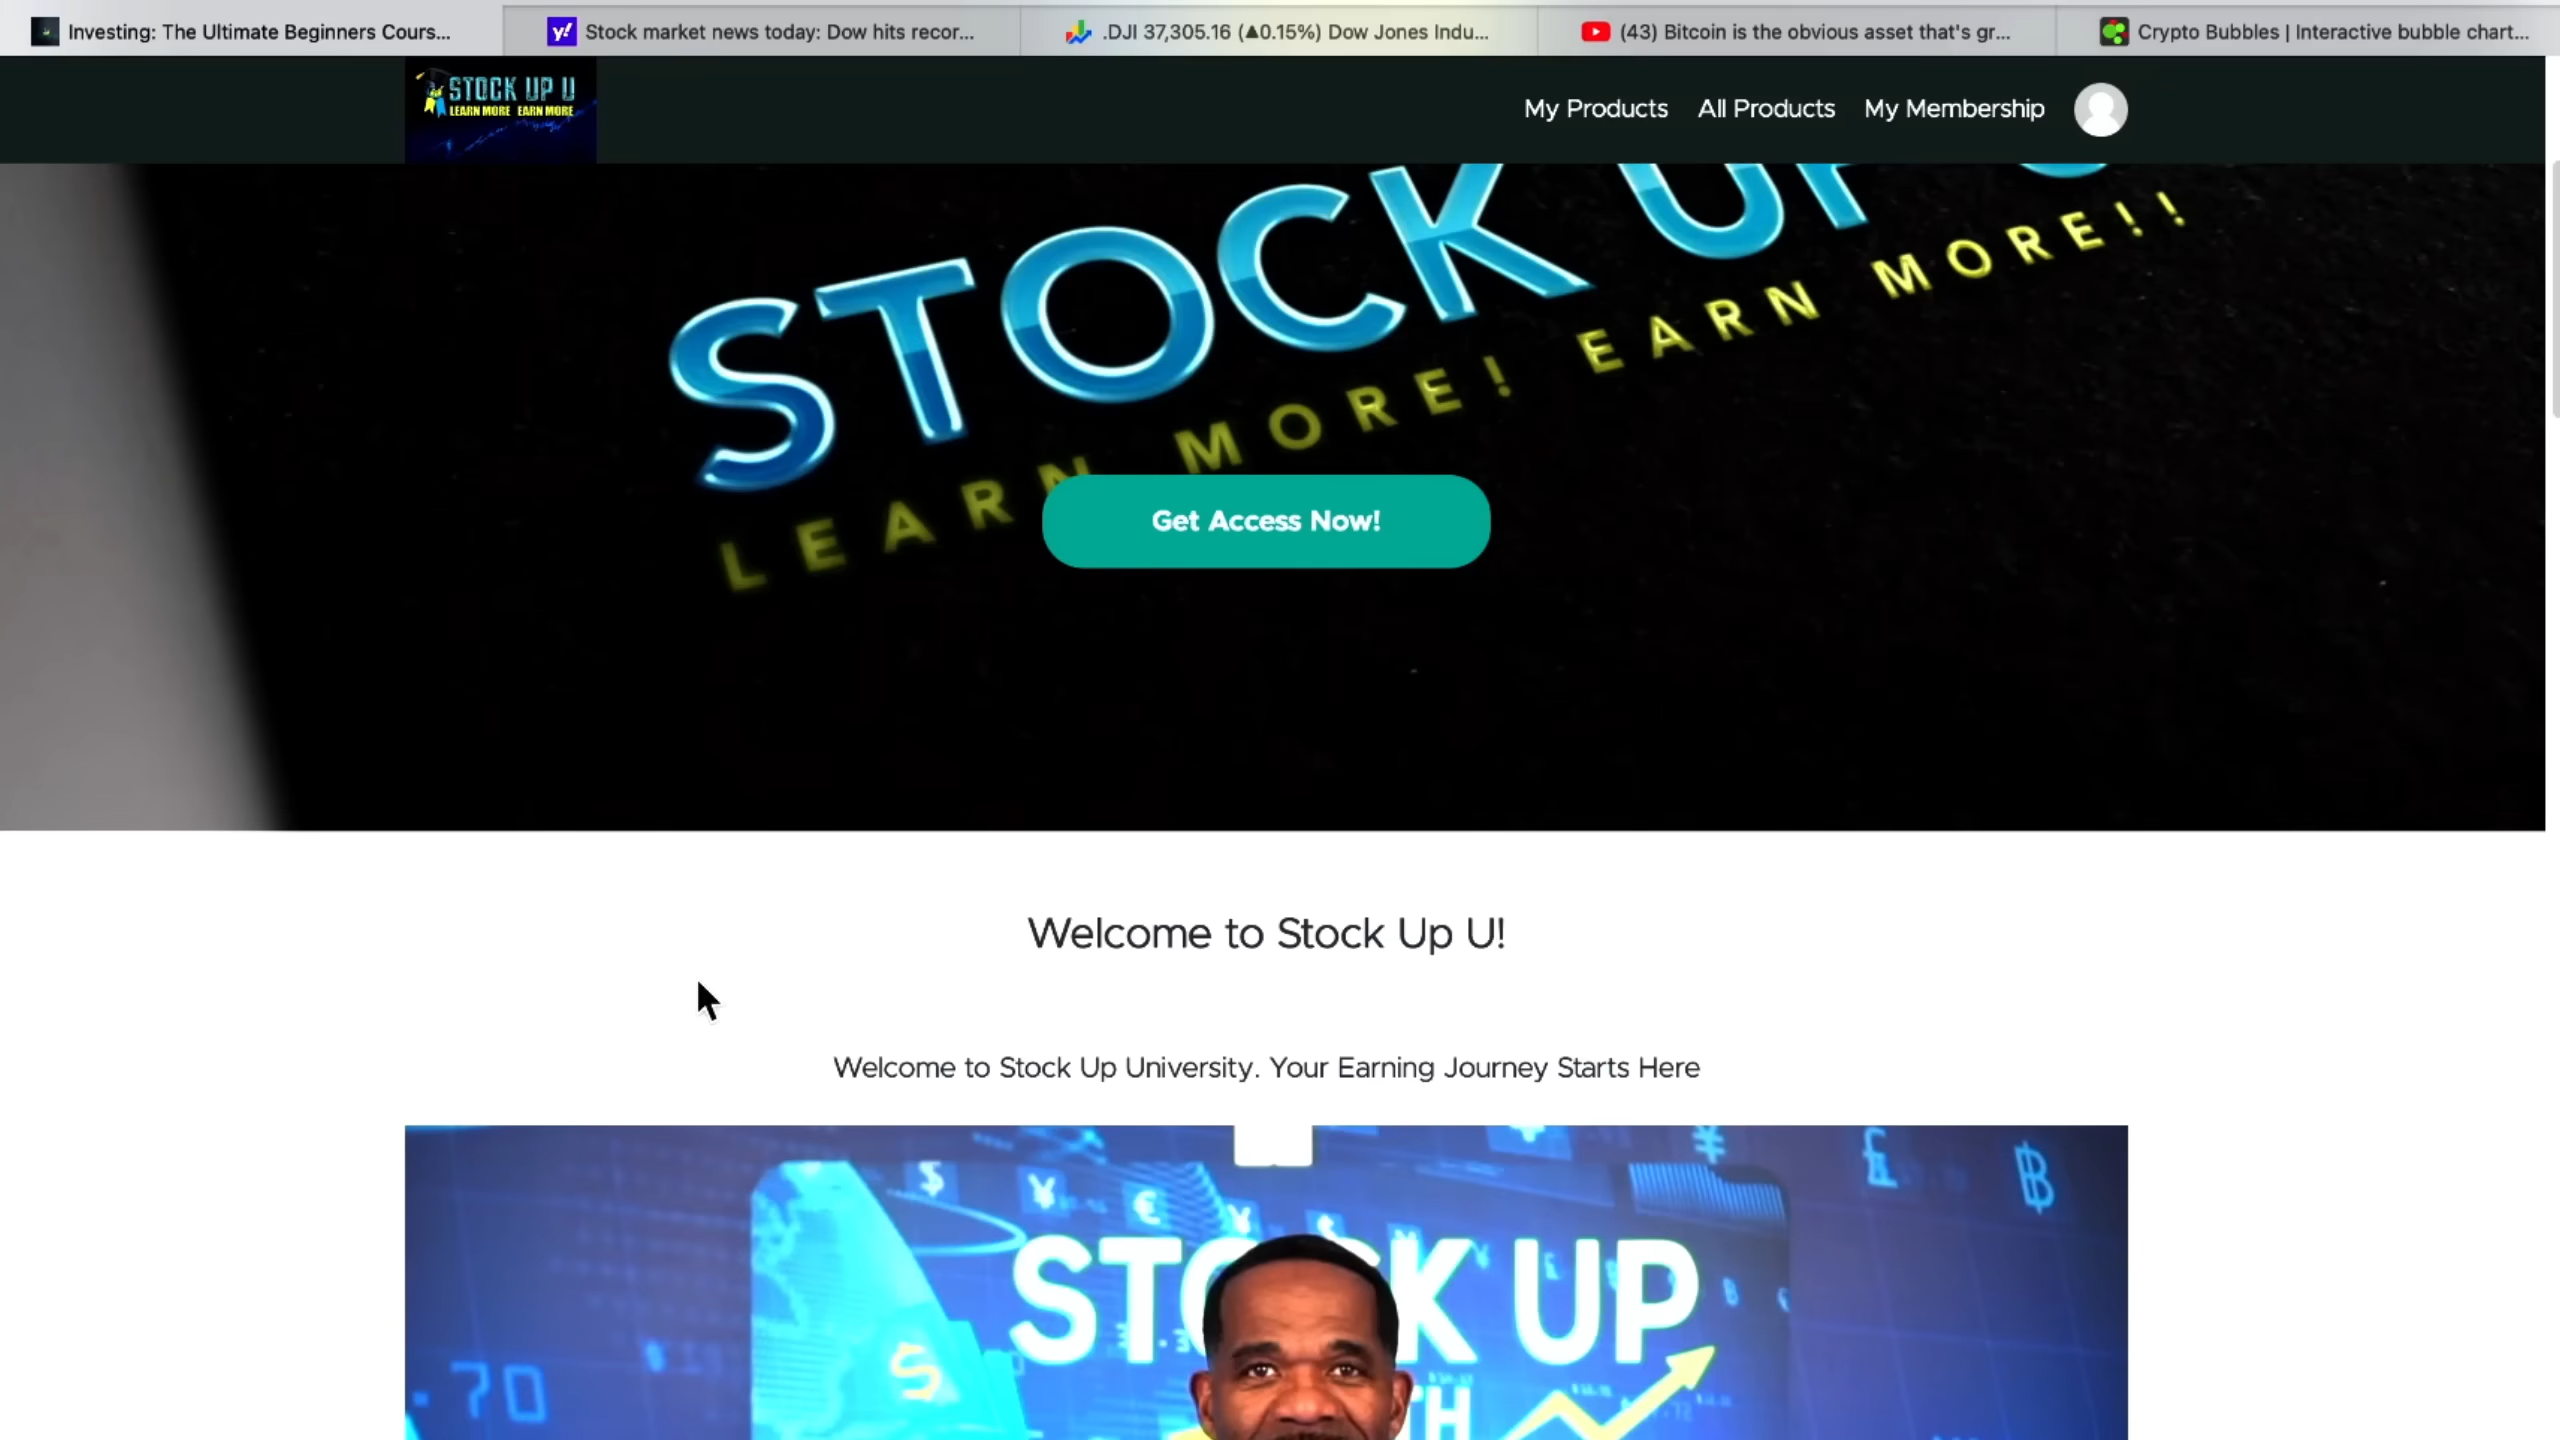 Investing: The Ultimate Beginners Cours...
Stock market news today: Dow hits recor...
.DJI 37,305.16 (▲0.15%) Dow Jones Indu...
(43) Bitcoin is the obvious asset that's gr...
Crypto Bubbles | Interactive bubble chart...
STOCK UP U
LEARN MORE EARN MORE
My Products
All Products
My Membership
STOCK UP U
LEARN MORE! EARN MORE!!
Get Access Now!
Welcome to Stock Up U!
Welcome to Stock Up University. Your Earning Journey Starts Here
STOCK UP
70